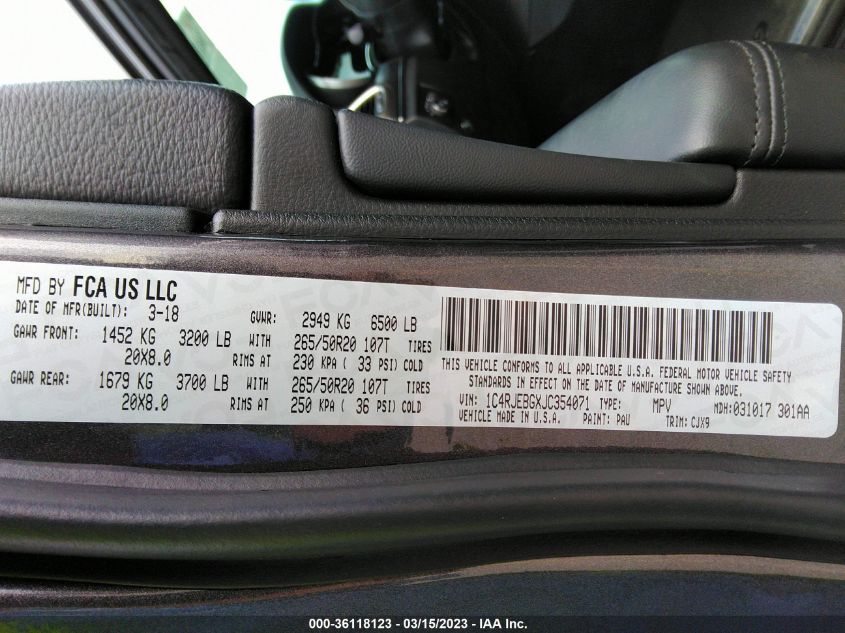 MFD BY FCA US LLC
DATE OF MFR(BUILT): 3-18 GVWR: 2949 KG 6500 LB
GAWR FRONT: 1452 KG 3200 LB WITH 265/50R20 107T TIRES
20X8.0 RIMS AT 230 KPA ( 33 PSI) COLD
GAWR REAR: 1679 KG 3700 LB WITH 265/50R20 107T TIRES
20X8.0 RIMS AT 250 KPA ( 36 PSI) COLD
THIS VEHICLE CONFORMS TO ALL APPLICABLE U.S.A. FEDERAL MOTOR VEHICLE SAFETY
STANDARDS IN EFFECT ON THE DATE OF MANUFACTURE SHOWN ABOVE.
VIN: 1C4RJEBGXJC354071 TYPE: MPV MDH:031017 301AA
VEHICLE MADE IN U.S.A. PAINT: PAU TRIM: CJX9
000-36118123 - 03/15/2023 - IAA Inc.